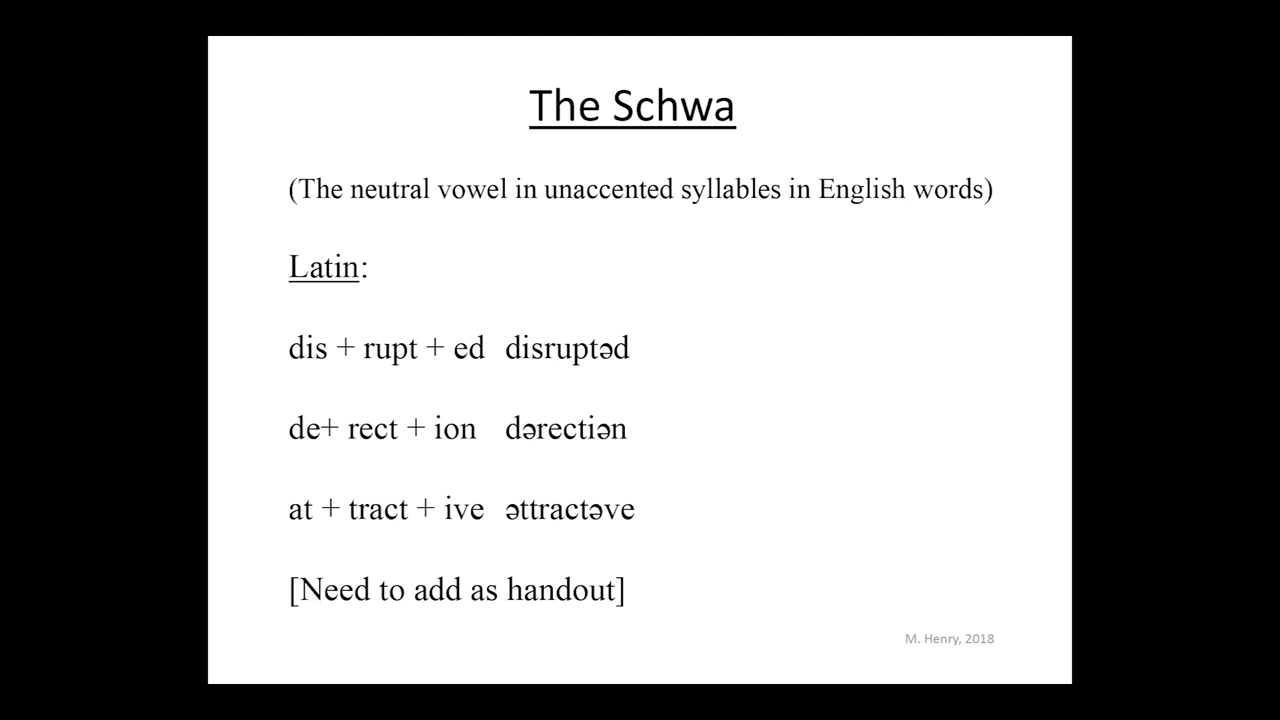 The Schwa
(The neutral vowel in unaccented syllables in English words)
Latin:
dis + rupt + ed disruptəd
de+ rect + ion dərectiən
at + tract + ive əttractəve
[Need to add as handout]
M. Henry, 2018